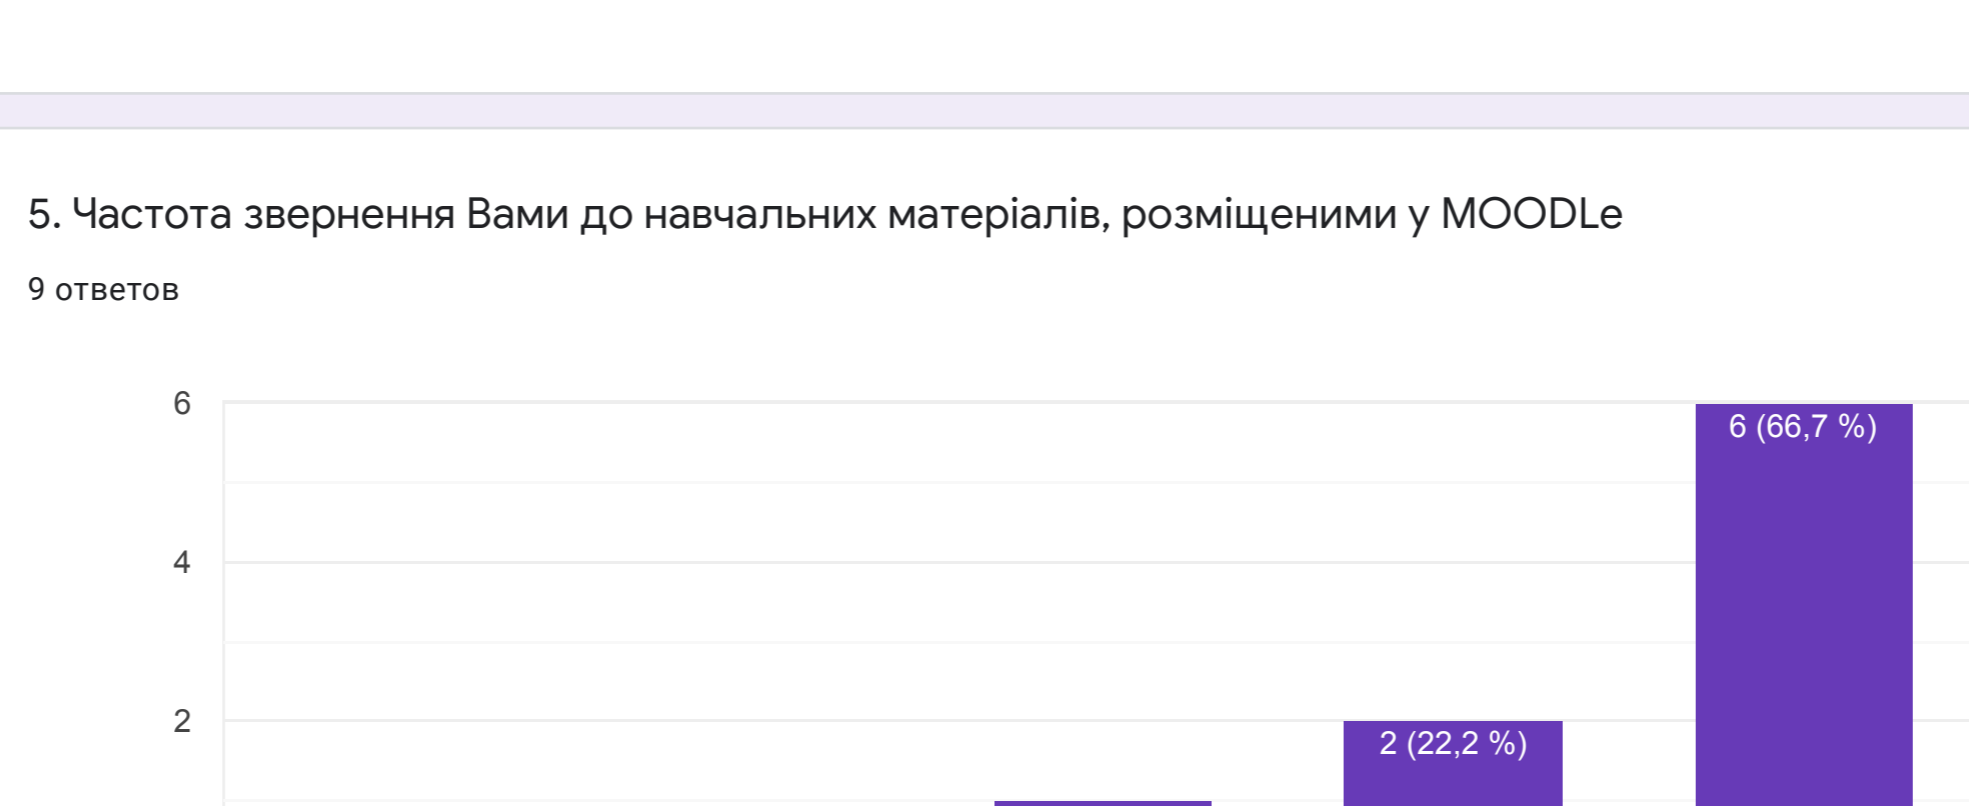 5. Частота звернення Вами до навчальних матеріалів, розміщеними у MOODLe
9 ответов
6
6 (66,7 %)
4
2
2 (22,2 %)